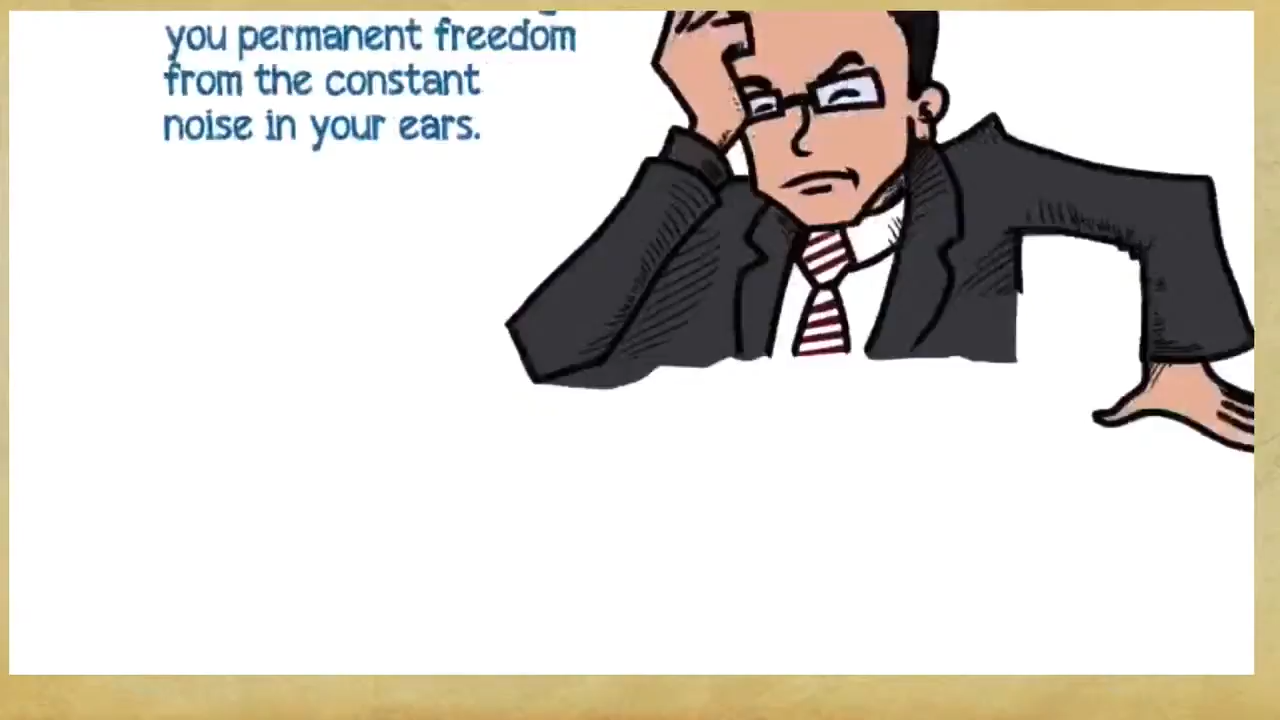 you permanent freedom
from the constant
noise in your ears.